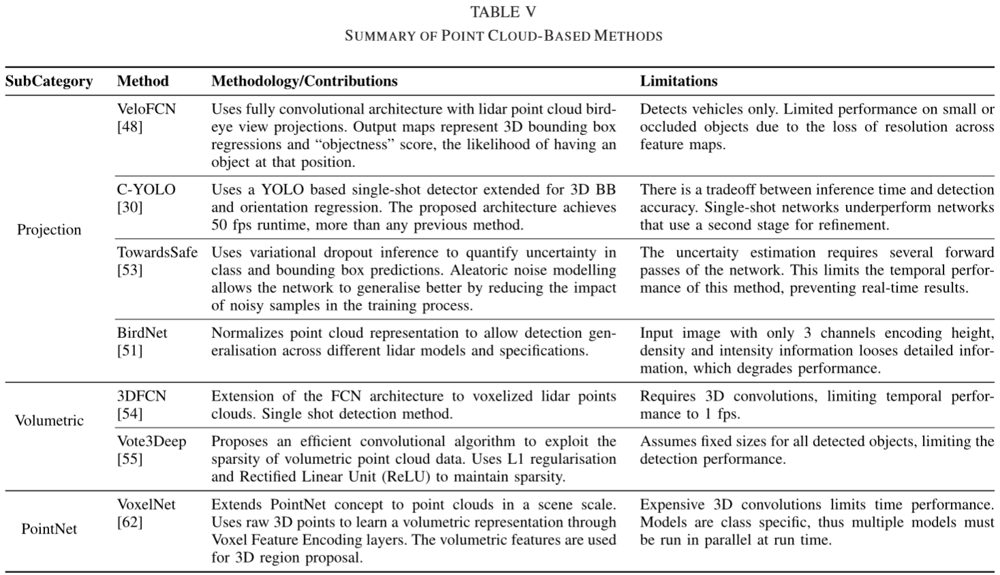 TABLE V
SUMMARY OF POINT CLOUD-BASED METHODS
SubCategory Method Methodology/Contributions Limitations
Projection
VeloFCN
[48]
Uses fully convolutional architecture with lidar point cloud bird-
eye view projections. Output maps represent 3D bounding box
regressions and “objectness” score, the likelihood of having an
object at that position.
Detects vehicles only. Limited performance on small or
occluded objects due to the loss of resolution across
feature maps.
C-YOLO
[30]
Uses a YOLO based single-shot detector extended for 3D BB
and orientation regression. The proposed architecture achieves
50 fps runtime, more than any previous method.
There is a tradeoff between inference time and detection
accuracy. Single-shot networks underperform networks
that use a second stage for refinement.
TowardsSafe
[53]
Uses variational dropout inference to quantify uncertainty in
class and bounding box predictions. Aleatoric noise modelling
allows the network to generalise better by reducing the impact
of noisy samples in the training process.
The uncertaity estimation requires several forward
passes of the network. This limits the temporal perfor-
mance of this method, preventing real-time results.
BirdNet
[51]
Normalizes point cloud representation to allow detection gen-
eralisation across different lidar models and specifications.
Input image with only 3 channels encoding height,
density and intensity information looses detailed infor-
mation, which degrades performance.
Volumetric
3DFCN
[54]
Extension of the FCN architecture to voxelized lidar points
clouds. Single shot detection method.
Requires 3D convolutions, limiting temporal perfor-
mance to 1 fps.
Vote3Deep
[55]
Proposes an efficient convolutional algorithm to exploit the
sparsity of volumetric point cloud data. Uses L1 regularisation
and Rectified Linear Unit (ReLU) to maintain sparsity.
Assumes fixed sizes for all detected objects, limiting the
detection performance.
PointNet
VoxelNet
[62]
Extends PointNet concept to point clouds in a scene scale.
Uses raw 3D points to learn a volumetric representation through
Voxel Feature Encoding layers. The volumetric features are used
for 3D region proposal.
Expensive 3D convolutions limits time performance.
Models are class specific, thus multiple models must
be run in parallel at run time.